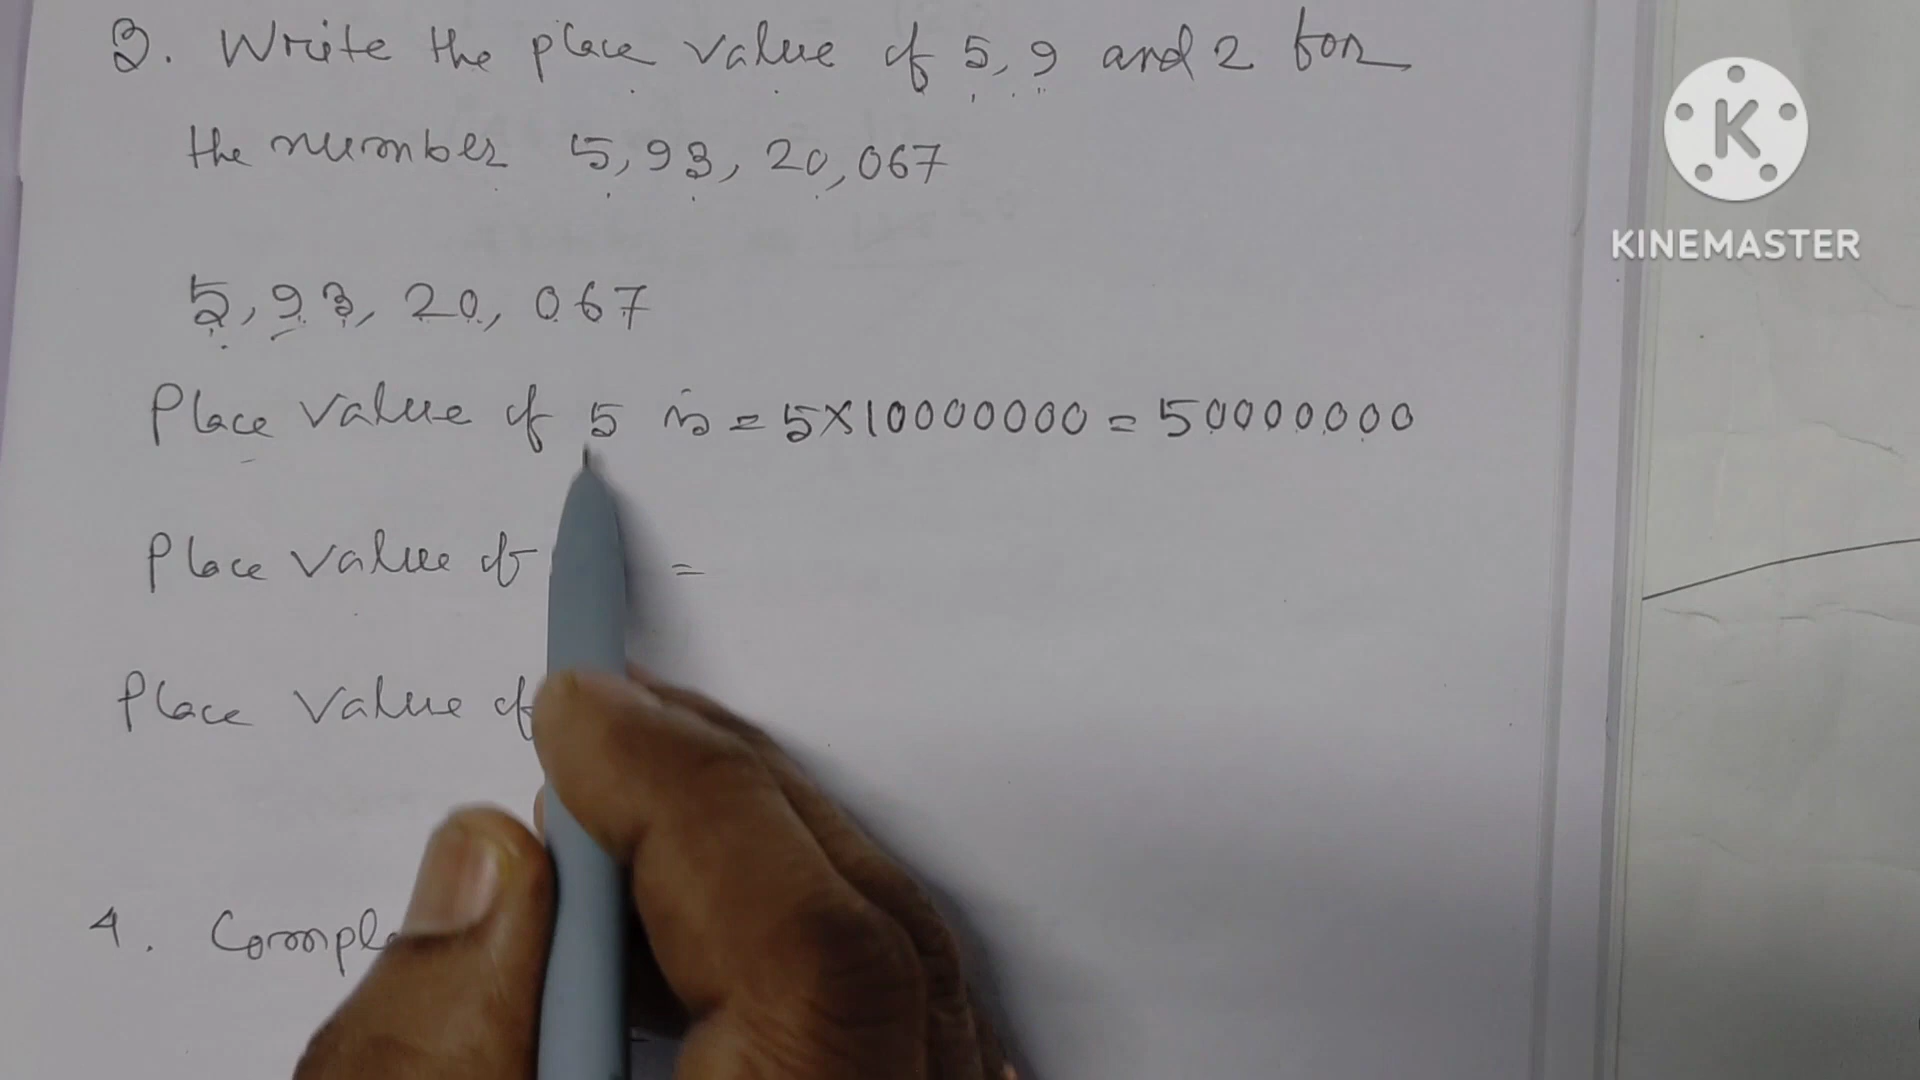 3. Write the place value of 5, 9 and 2 for
the number 5,93,20,067
5,93,20,067
Place value of 5 is = 5×10000000 = 50000000
Place value of =
Place value of
4. Comple
K
KINEMASTER